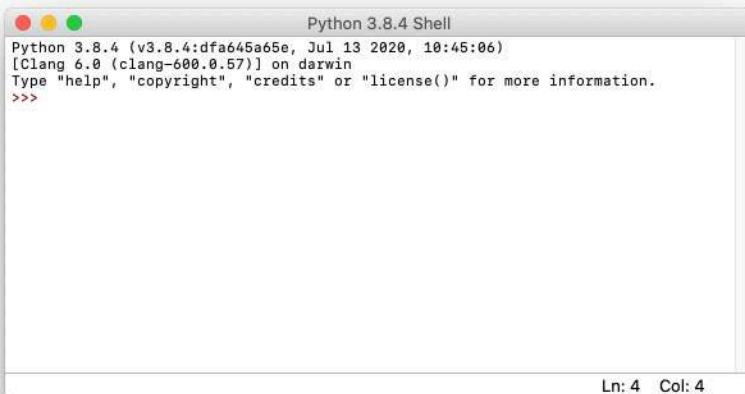 Python 3.8.4 Shell
Python 3.8.4 (v3.8.4:dfa645a65e, Jul 13 2020, 10:45:06)
[Clang 6.0 (clang-600.0.57)] on darwin
Type "help", "copyright", "credits" or "license()" for more information.
>>>
Ln: 4 Col: 4